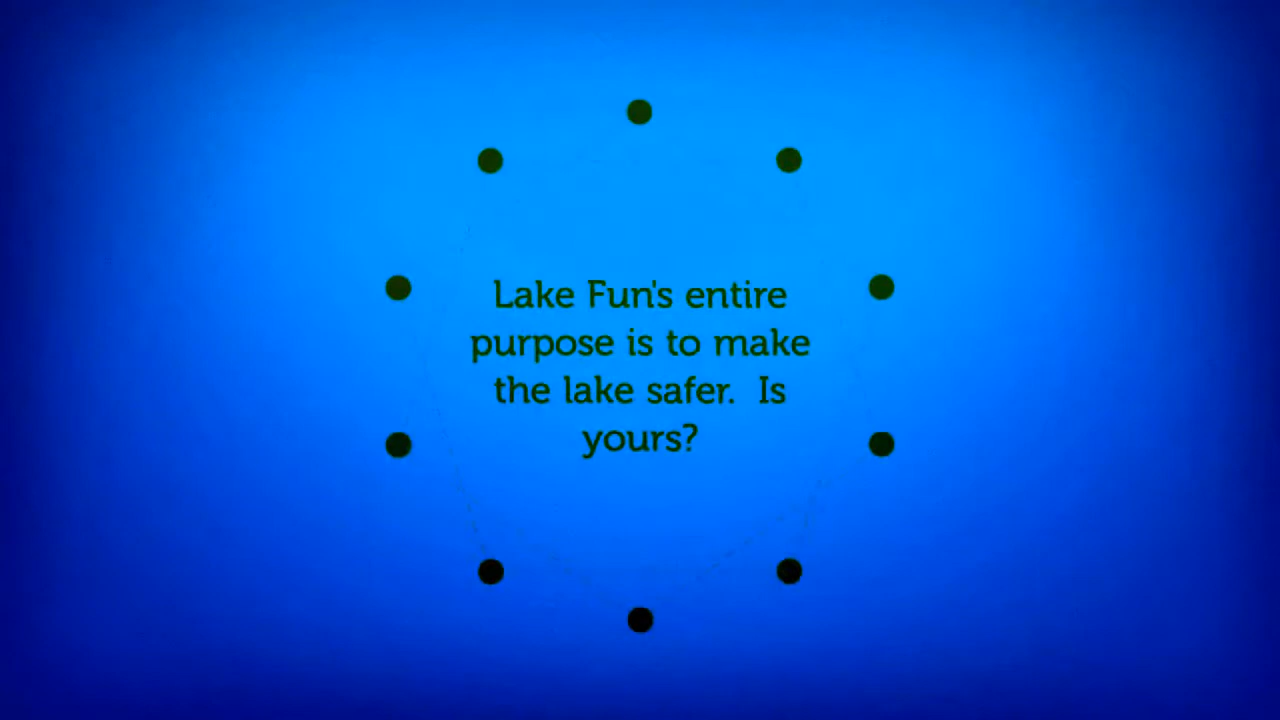 Lake Fun's entire
purpose is to make
the lake safer.  Is
yours?